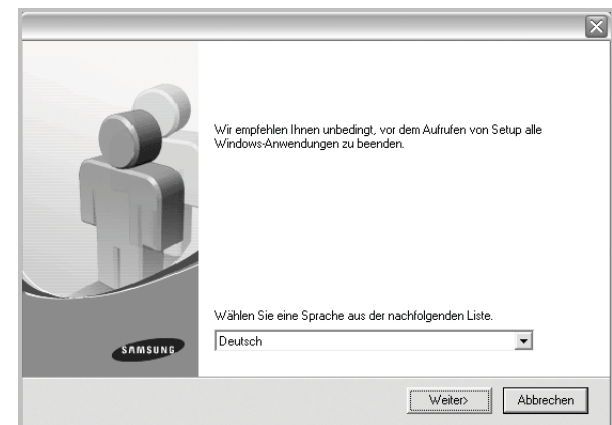 Wir empfehlen Ihnen unbedingt, vor dem Aufrufen von Setup alle
Windows-Anwendungen zu beenden.
Wählen Sie eine Sprache aus der nachfolgenden Liste.
Deutsch
SAMSUNG
Weiter>
Abbrechen